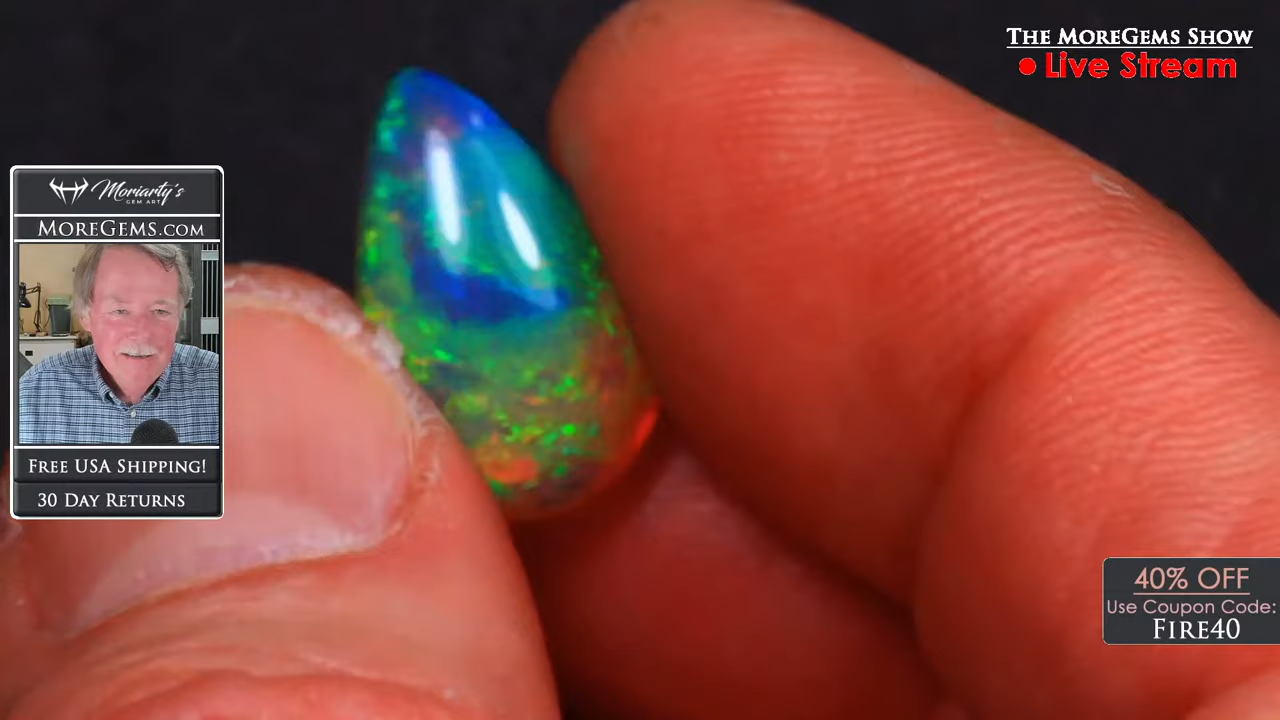 THE MOREGEMS SHOW
Live Stream
Moriarty's
GEM ART
MOREGEMS.COM
FREE USA SHIPPING!
30 DAY RETURNS
40% OFF
Use Coupon Code:
FIRE40